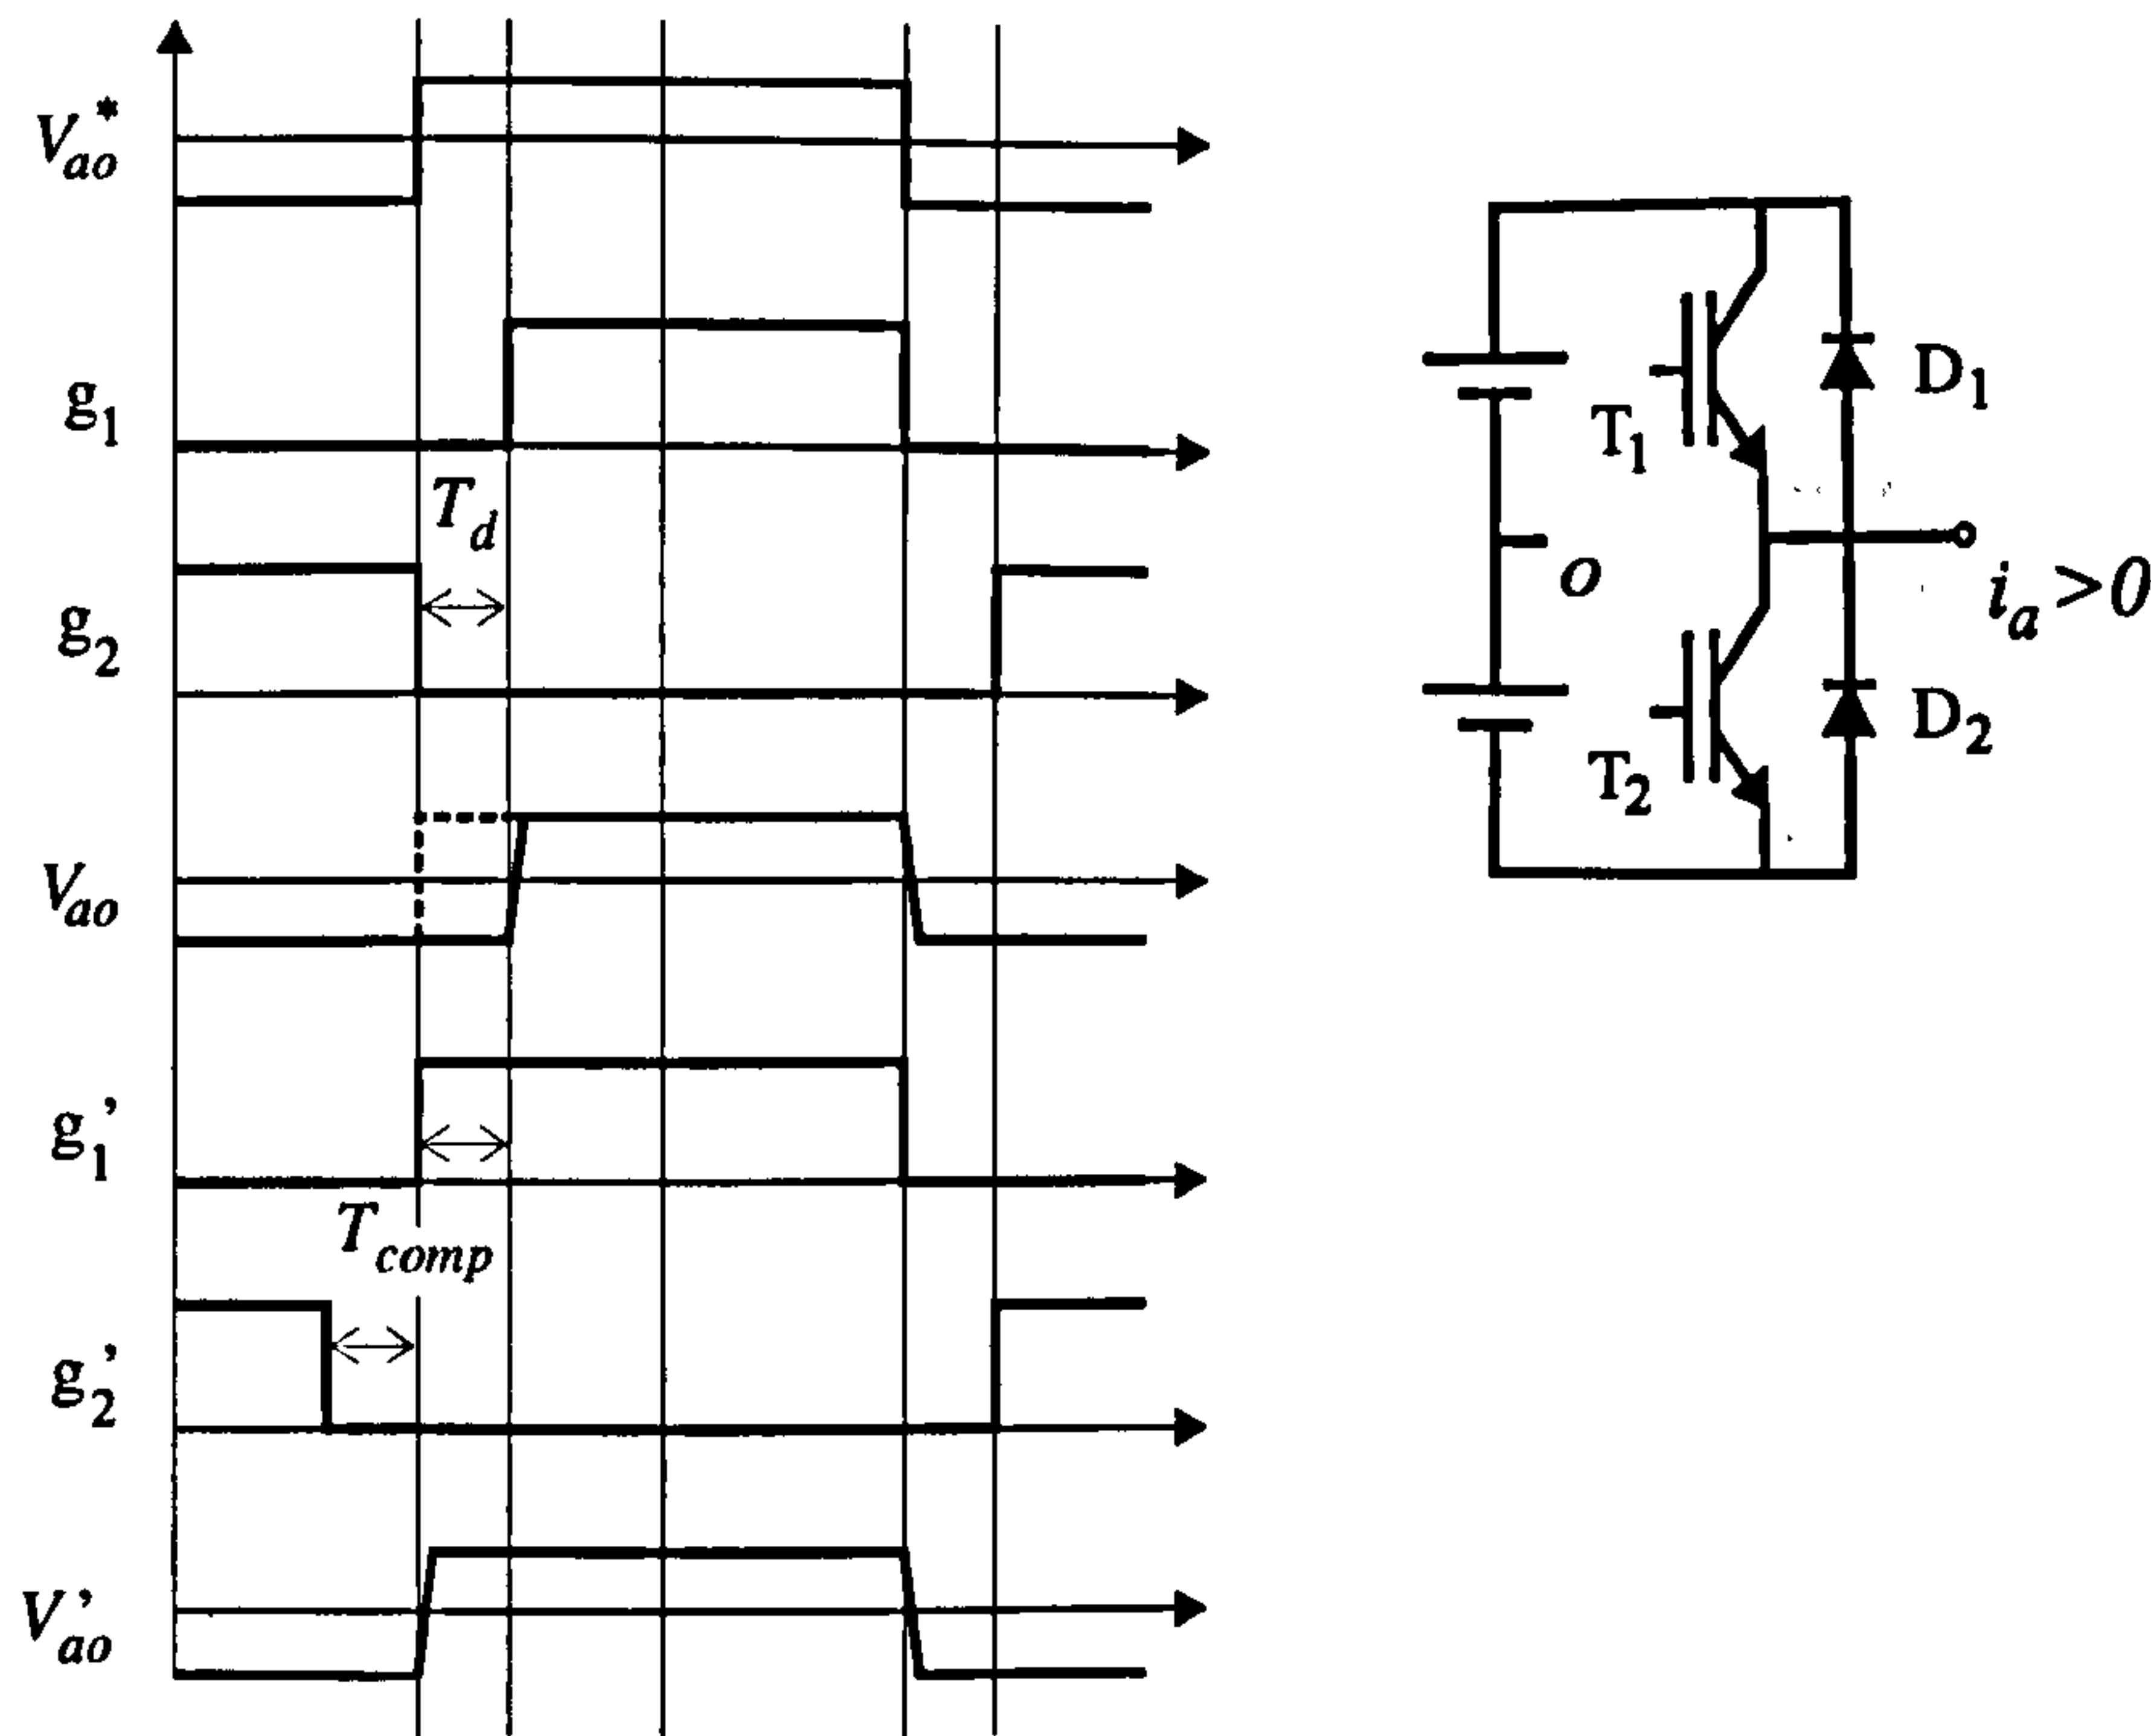 V*ao
g1
Td
g2
Vao
g'1
Tcomp
g'2
V'ao
T1
D1
o
ia>0
T2
D2